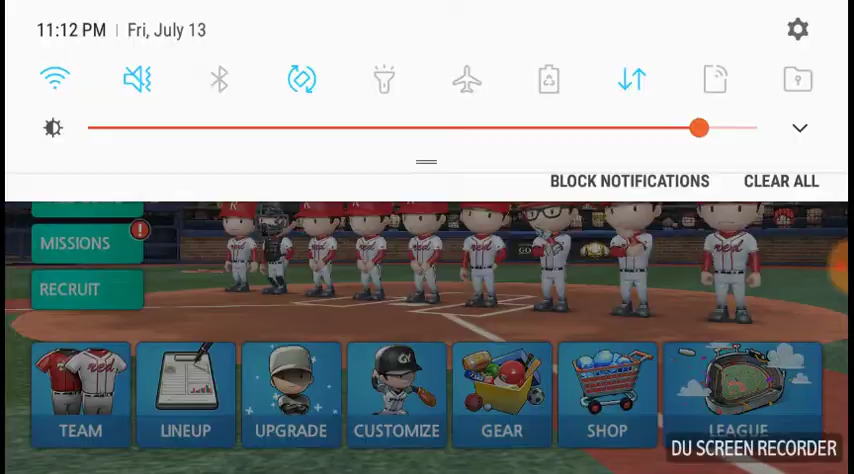 11:12 PM | Fri, July 13
BLOCK NOTIFICATIONS CLEAR ALL
MISSIONS
RECRUIT
TEAM LINEUP UPGRADE CUSTOMIZE GEAR SHOP LEAGUE
DU SCREEN RECORDER